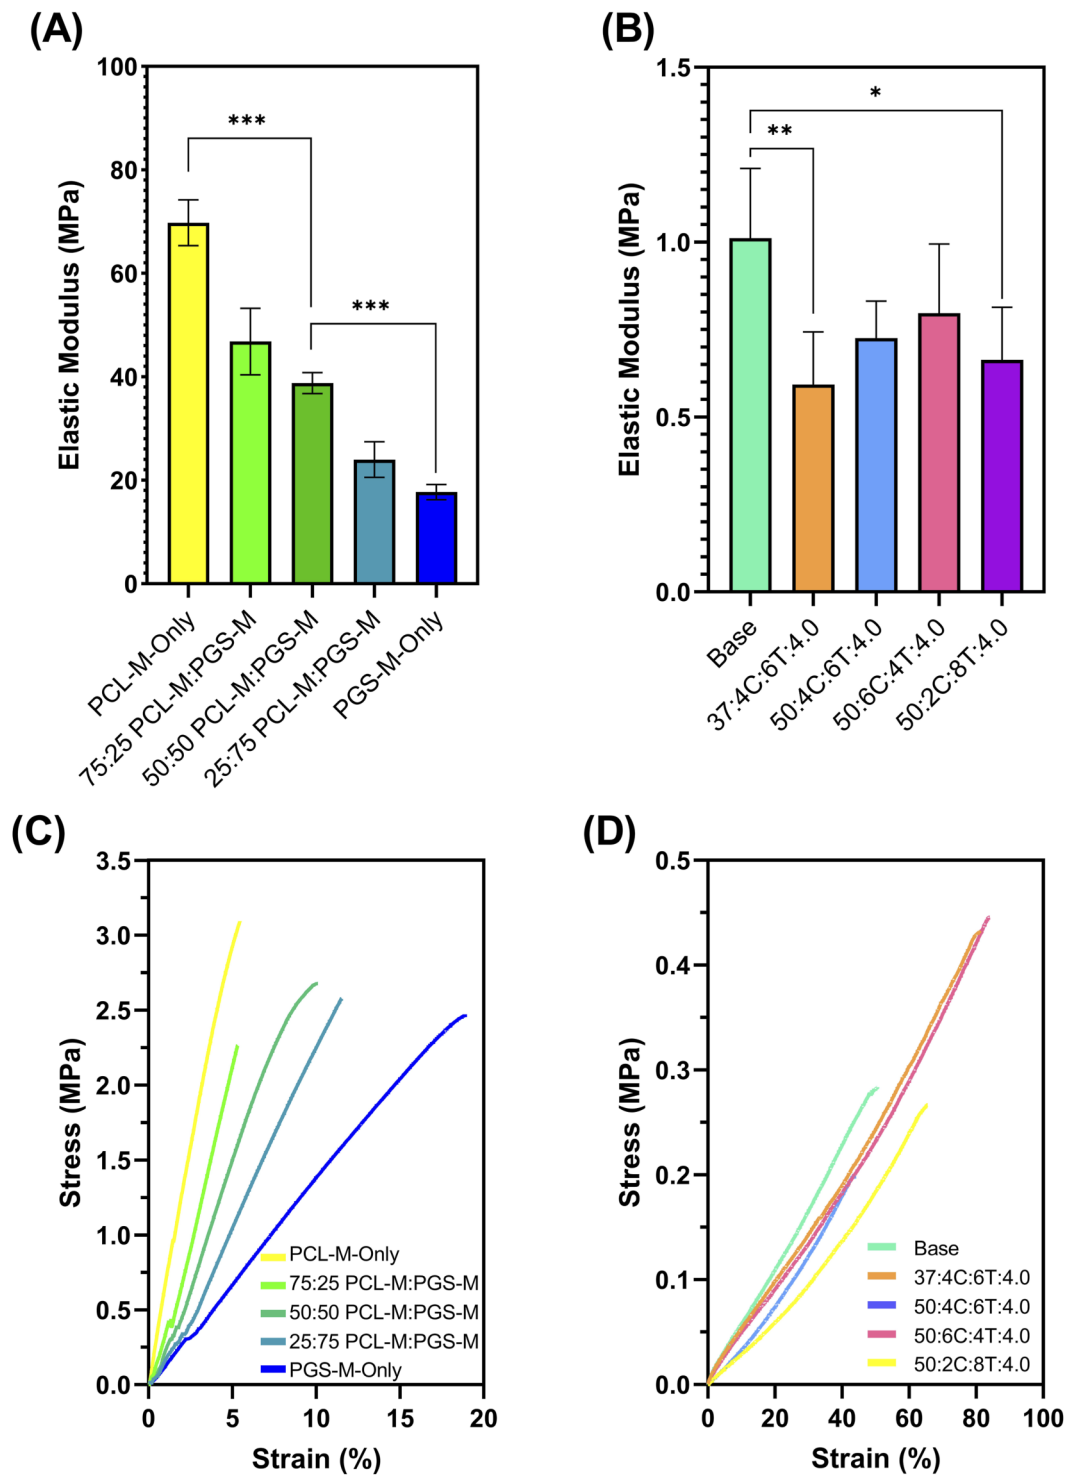 (A)
100
80
60
40
20
0
Elastic Modulus (MPa)
***
***
PCL-M-Only
75:25 PCL-M:PGS-M
50:50 PCL-M:PGS-M
25:75 PCL-M:PGS-M
PGS-M-Only
(B)
1.5
1.0
0.5
0.0
Elastic Modulus (MPa)
*
**
Base
37:4C:6T:4.0
50:4C:6T:4.0
50:6C:4T:4.0
50:2C:8T:4.0
(C)
3.5
3.0
2.5
2.0
1.5
1.0
0.5
0.0
Stress (MPa)
PCL-M-Only
75:25 PCL-M:PGS-M
50:50 PCL-M:PGS-M
25:75 PCL-M:PGS-M
PGS-M-Only
0 5 10 15 20
Strain (%)
(D)
0.5
0.4
0.3
0.2
0.1
0.0
Stress (MPa)
Base
37:4C:6T:4.0
50:4C:6T:4.0
50:6C:4T:4.0
50:2C:8T:4.0
0 20 40 60 80 100
Strain (%)